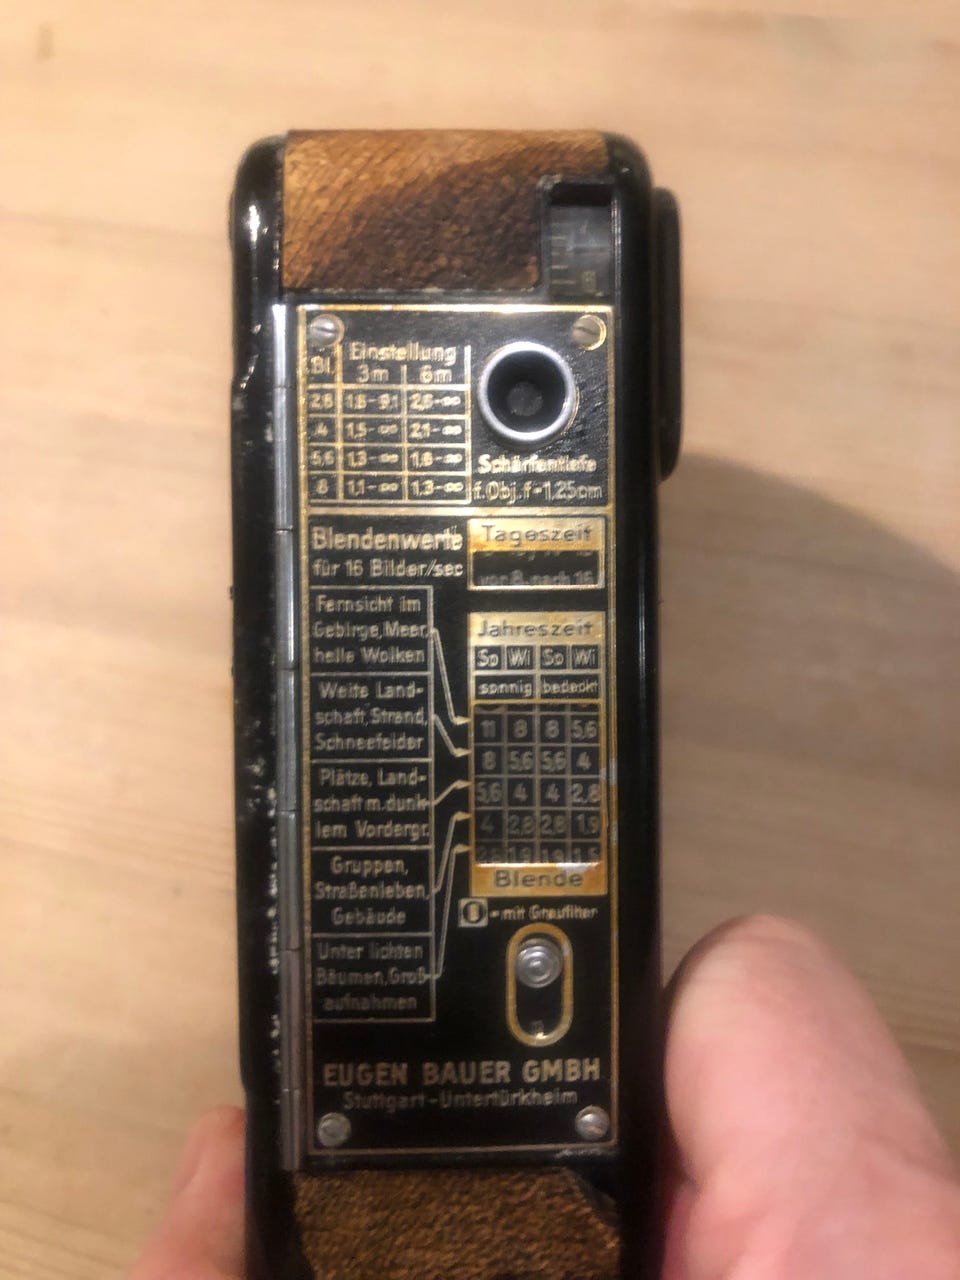 Einstellung
Bl. 3m 6m
2,8 1,6-9,1 2,5-∞
4 1,5-∞ 2,1-∞
5,6 1,3-∞ 1,8-∞
8 1,1-∞ 1,3-∞
Schärfentiefe
f. Obj. f=1,25cm
Blendenwerte
für 16 Bilder/sec
Tageszeit
vor 8, nach 16
Fernsicht im
Gebirge, Meer,
helle Wolken
Weite Land-
schaft, Strand,
Schneefelder
Plätze, Land-
schaft m. dunk-
lem Vordergr.
Gruppen,
Straßenleben,
Gebäude
Unter lichten
Bäumen, Groß-
aufnahmen
Jahreszeit
So Wi So Wi
sonnig bedeckt
11 8 8 5,6
8 5,6 5,6 4
5,6 4 4 2,8
4 2,8 2,8 1,9
1,9 1,9 1,5
Blende
0 = mit Graufilter
EUGEN BAUER GMBH
Stuttgart-Untertürkheim